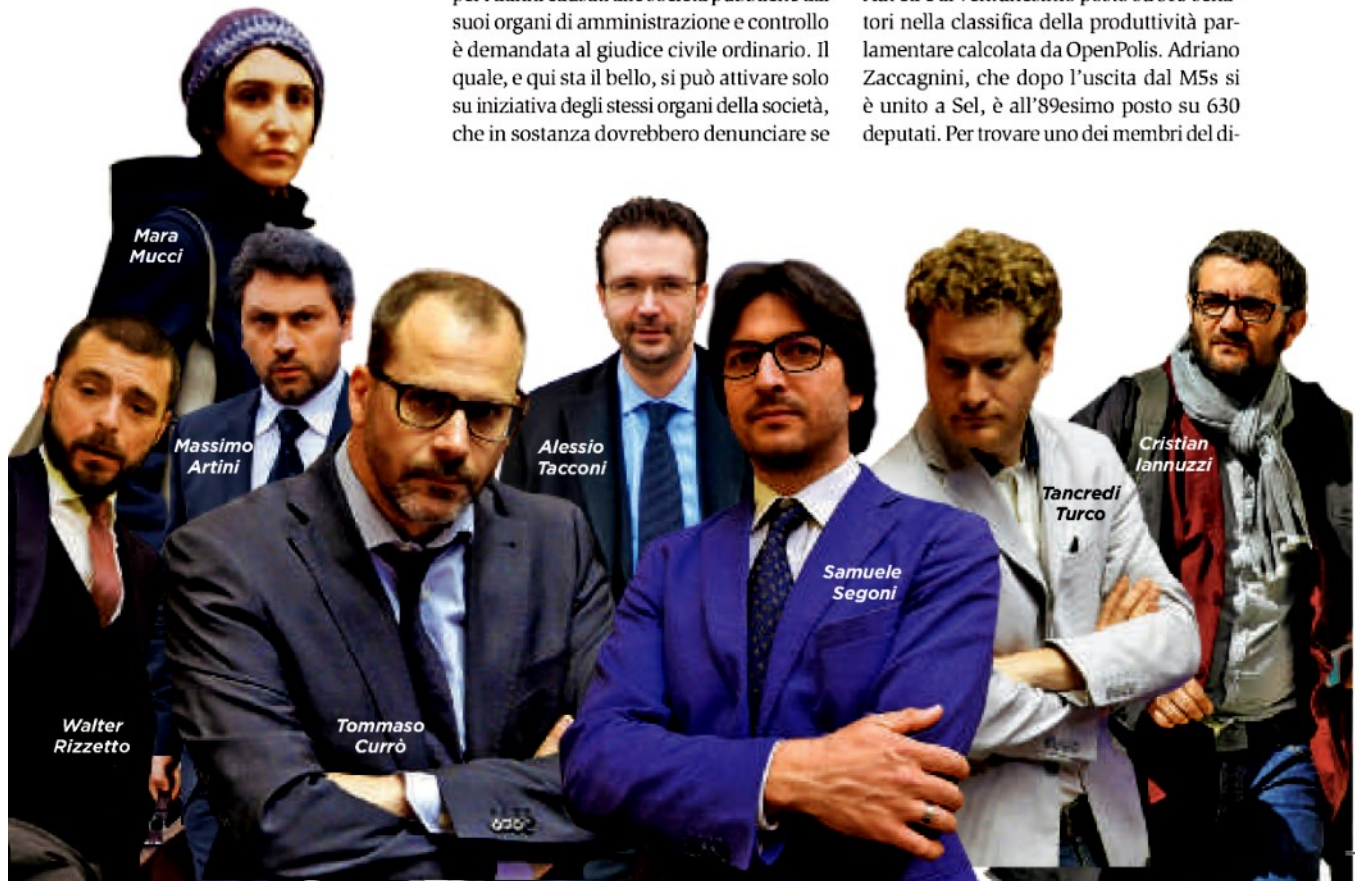 suoi organi di amministrazione e controllo
è demandata al giudice civile ordinario. Il
quale, e qui sta il bello, si può attivare solo
su iniziativa degli stessi organi della società,
che in sostanza dovrebbero denunciare se
tori nella classifica della produttività par-
lamentare calcolata da OpenPolis. Adriano
Zaccagnini, che dopo l'uscita dal M5s si
è unito a Sel, è all'89esimo posto su 630
deputati. Per trovare uno dei membri del di-
Mara
Mucci
Massimo
Artini
Alessio
Tacconi
Cristian
Iannuzzi
Tancredi
Turco
Samuele
Segoni
Walter
Rizzetto
Tommaso
Currò